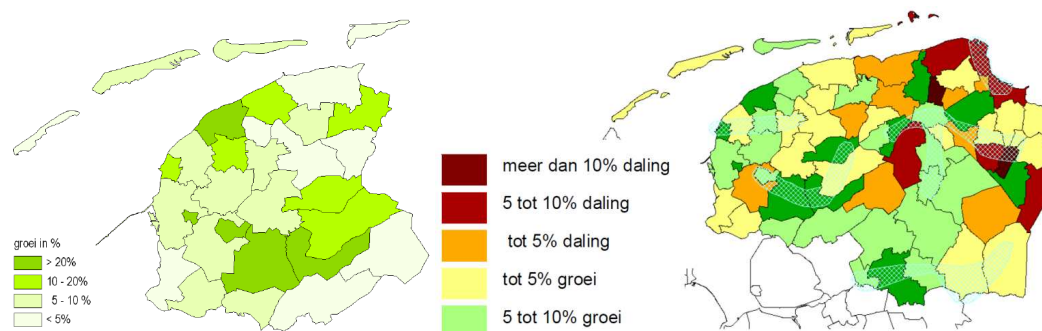 groei in %
> 20%
10 - 20%
5 - 10 %
< 5%
meer dan 10% daling
5 tot 10% daling
tot 5% daling
tot 5% groei
5 tot 10% groei